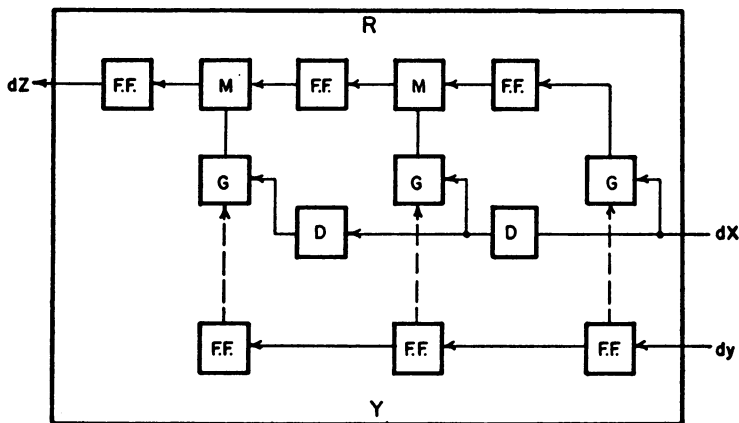 R
dZ F.F. M F.F. M F.F.
G G G
D D dX
F.F. F.F. F.F. dy
Y